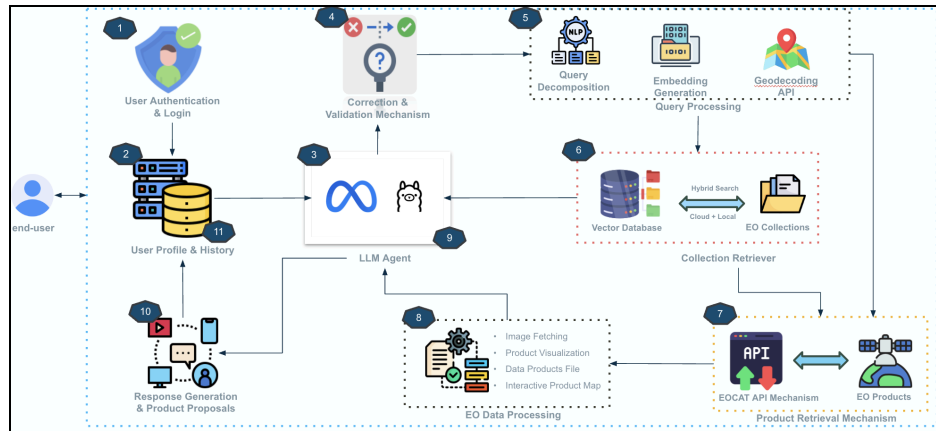 1
User Authentication
& Login
2
11
User Profile & History
end-user
10
Response Generation
& Product Proposals
4
Correction &
Validation Mechanism
3
9
LLM Agent
5
NLP
Query
Decomposition
Embedding
Generation
Geodecoding
API
Query Processing
6
Hybrid Search
Cloud + Local
Vector Database
EO Collections
Collection Retriever
7
API
EOCAT API Mechanism
EO Products
Product Retrieval Mechanism
8
• Image Fetching
• Product Visualization
• Data Products File
• Interactive Product Map
EO Data Processing